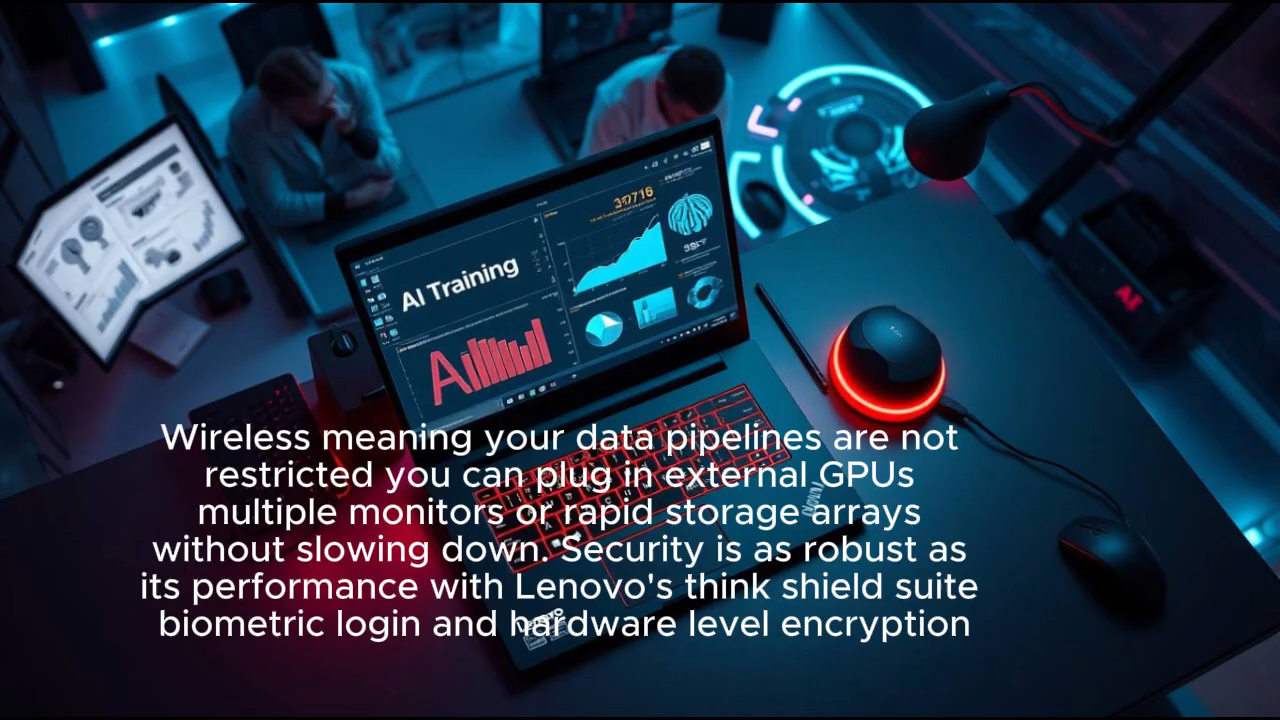 AI Training
30716
AI
Wireless meaning your data pipelines are not
restricted you can plug in external GPUs
multiple monitors or rapid storage arrays
without slowing down. Security is as robust as
its performance with Lenovo's think shield suite
biometric login and hardware level encryption